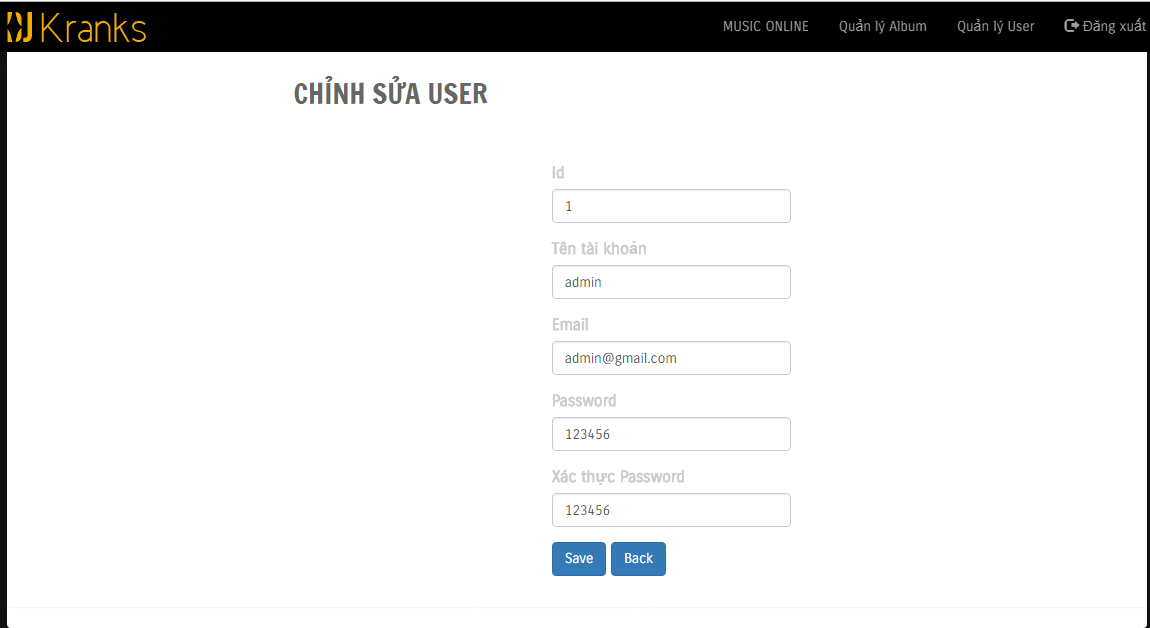 Kranks
MUSIC ONLINE Quản lý Album Quản lý User Đăng xuất
CHỈNH SỬA USER
Id
1
Tên tài khoản
admin
Email
admin@gmail.com
Password
123456
Xác thực Password
123456
Save Back